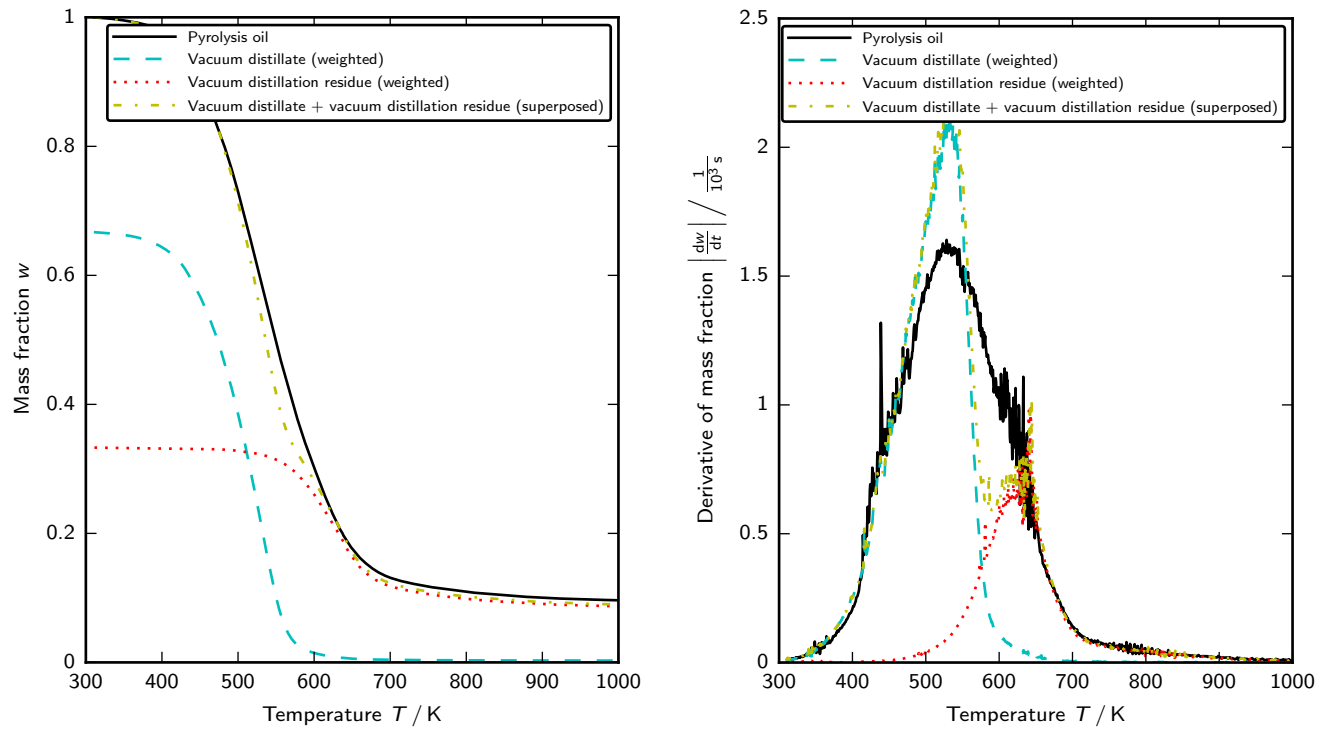 1
0.8
0.6
0.4
0.2
0
300 400 500 600 700 800 900 1000
Temperature T / K
Mass fraction w
Pyrolysis oil
Vacuum distillate (weighted)
Vacuum distillation residue (weighted)
Vacuum distillate + vacuum distillation residue (superposed)
2.5
2
1.5
1
0.5
0
300 400 500 600 700 800 900 1000
Temperature T / K
Derivative of mass fraction |dw/dt| / 1/10³ s
Pyrolysis oil
Vacuum distillate (weighted)
Vacuum distillation residue (weighted)
Vacuum distillate + vacuum distillation residue (superposed)